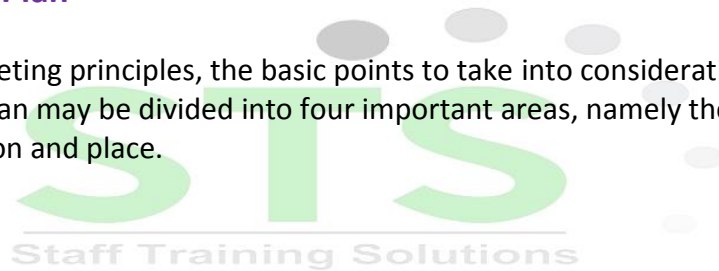 Plan
eting principles, the basic points to take into considerat
an may be divided into four important areas, namely the
on and place.
STS
Staff Training Solutions